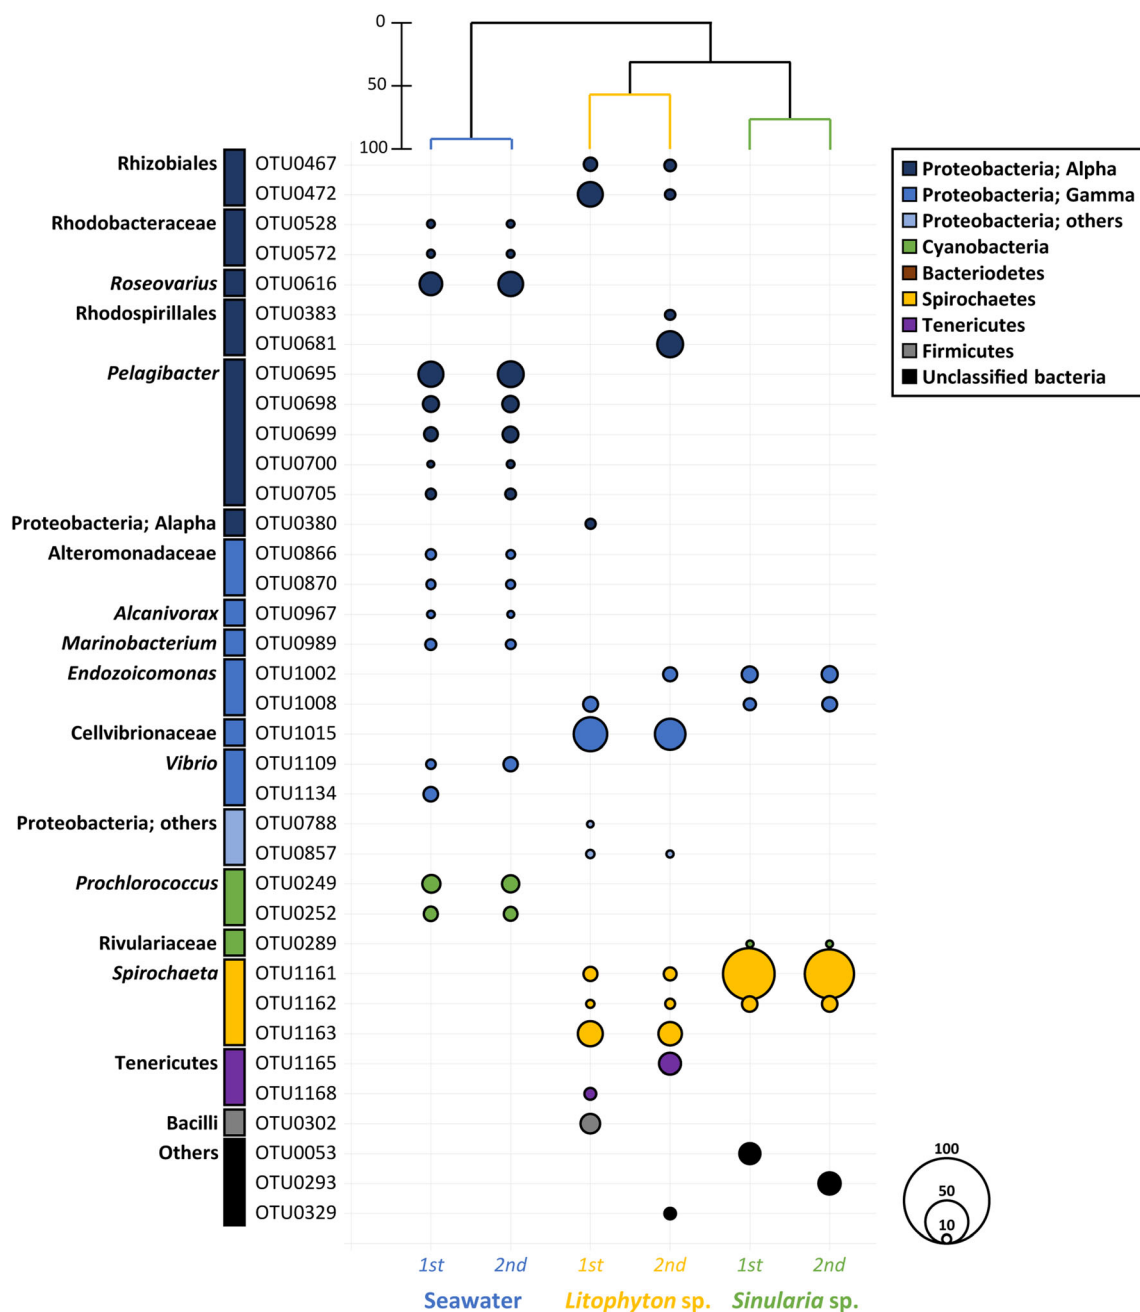 0
50
100
Rhizobiales OTU0467
OTU0472
Rhodobacteraceae OTU0528
OTU0572
Roseovarius OTU0616
Rhodospirillales OTU0383
OTU0681
Pelagibacter OTU0695
OTU0698
OTU0699
OTU0700
OTU0705
Proteobacteria; Alapha OTU0380
Alteromonadaceae OTU0866
OTU0870
Alcanivorax OTU0967
Marinobacterium OTU0989
Endozoicomonas OTU1002
OTU1008
Cellvibrionaceae OTU1015
Vibrio OTU1109
OTU1134
Proteobacteria; others OTU0788
OTU0857
Prochlorococcus OTU0249
OTU0252
Rivulariaceae OTU0289
Spirochaeta OTU1161
OTU1162
OTU1163
Tenericutes OTU1165
OTU1168
Bacilli OTU0302
Others OTU0053
OTU0293
OTU0329
1st 2nd 1st 2nd 1st 2nd
Seawater Litophyton sp. Sinularia sp.
Proteobacteria; Alpha
Proteobacteria; Gamma
Proteobacteria; others
Cyanobacteria
Bacteriodetes
Spirochaetes
Tenericutes
Firmicutes
Unclassified bacteria
100
50
10